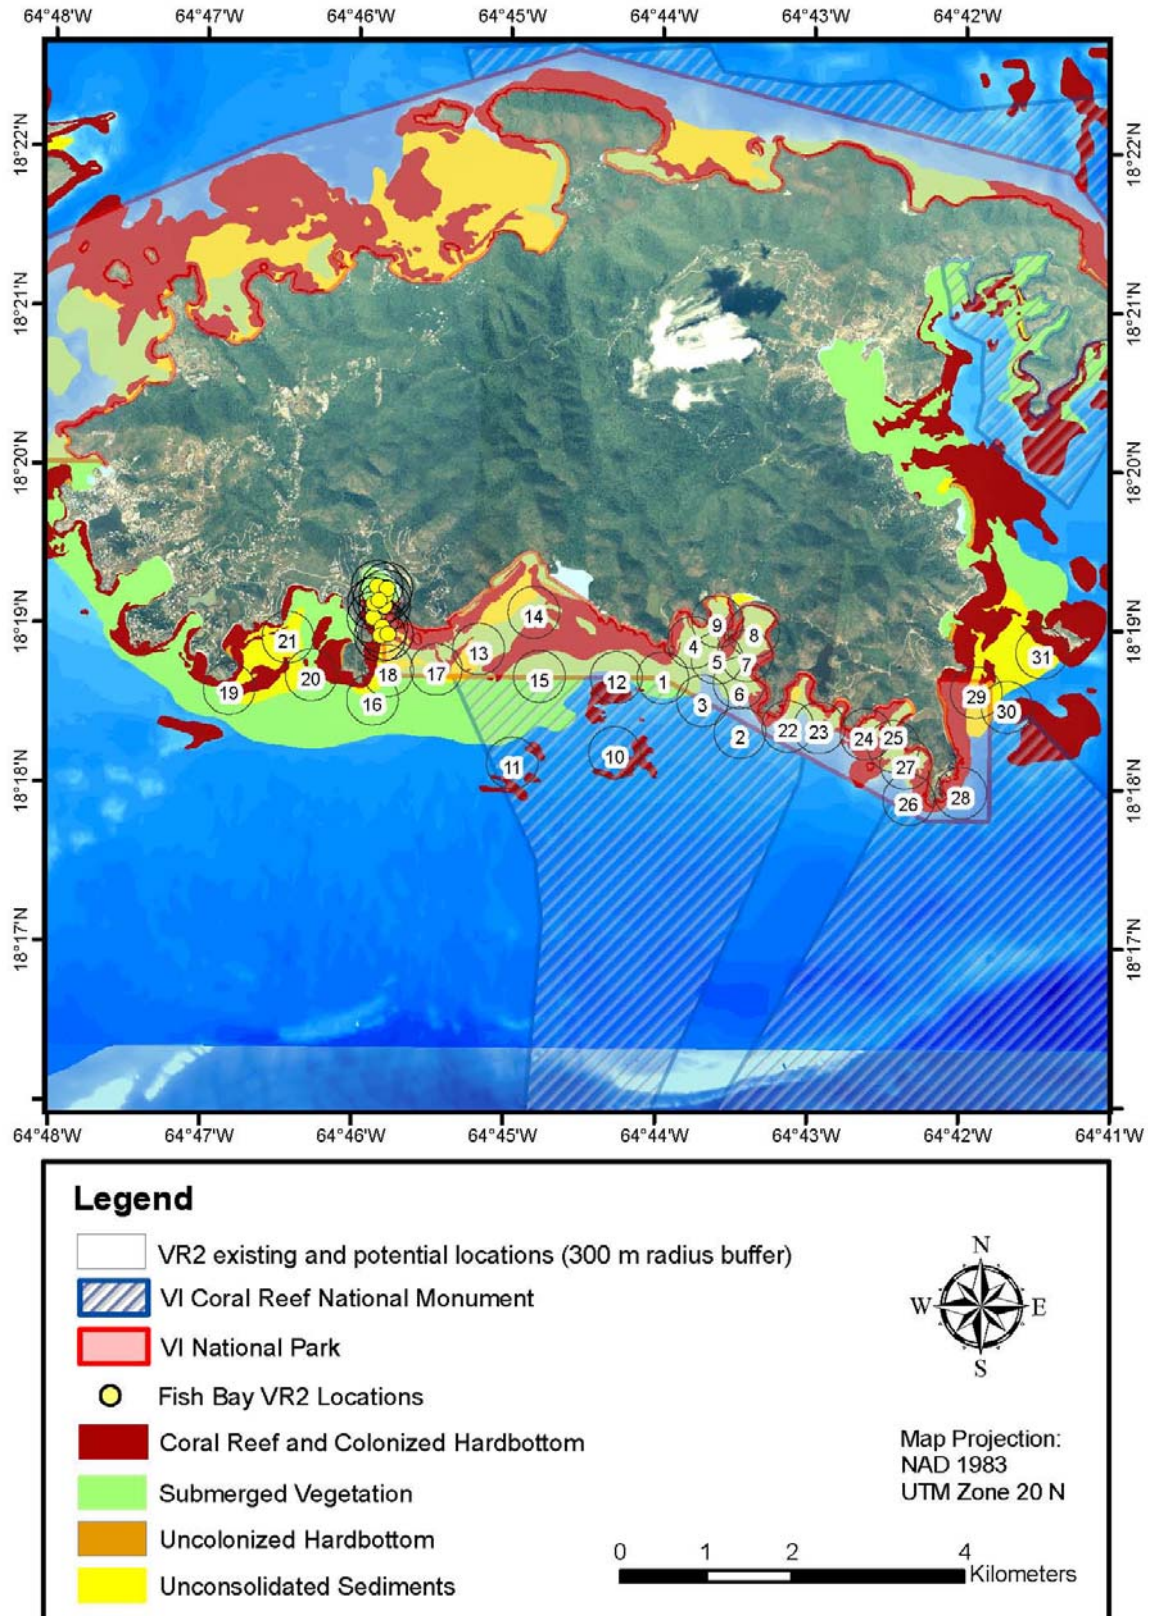 64°48'W 64°47'W 64°46'W 64°45'W 64°44'W 64°43'W 64°42'W
18°22'N 18°22'N
18°21'N 18°21'N
18°20'N 18°20'N
18°19'N 18°19'N
18°18'N 18°18'N
18°17'N 18°17'N
14
9
4
8
21
13
5
7
31
19
20
18
17
15
12
1
6
29
16
3
30
2
22
23
24
25
11
10
27
26
28
64°48'W 64°47'W 64°46'W 64°45'W 64°44'W 64°43'W 64°42'W 64°41'W
Legend
VR2 existing and potential locations (300 m radius buffer)
VI Coral Reef National Monument
VI National Park
Fish Bay VR2 Locations
Coral Reef and Colonized Hardbottom
Submerged Vegetation
Uncolonized Hardbottom
Unconsolidated Sediments
N
W E
S
Map Projection:
NAD 1983
UTM Zone 20 N
0 1 2 4
Kilometers